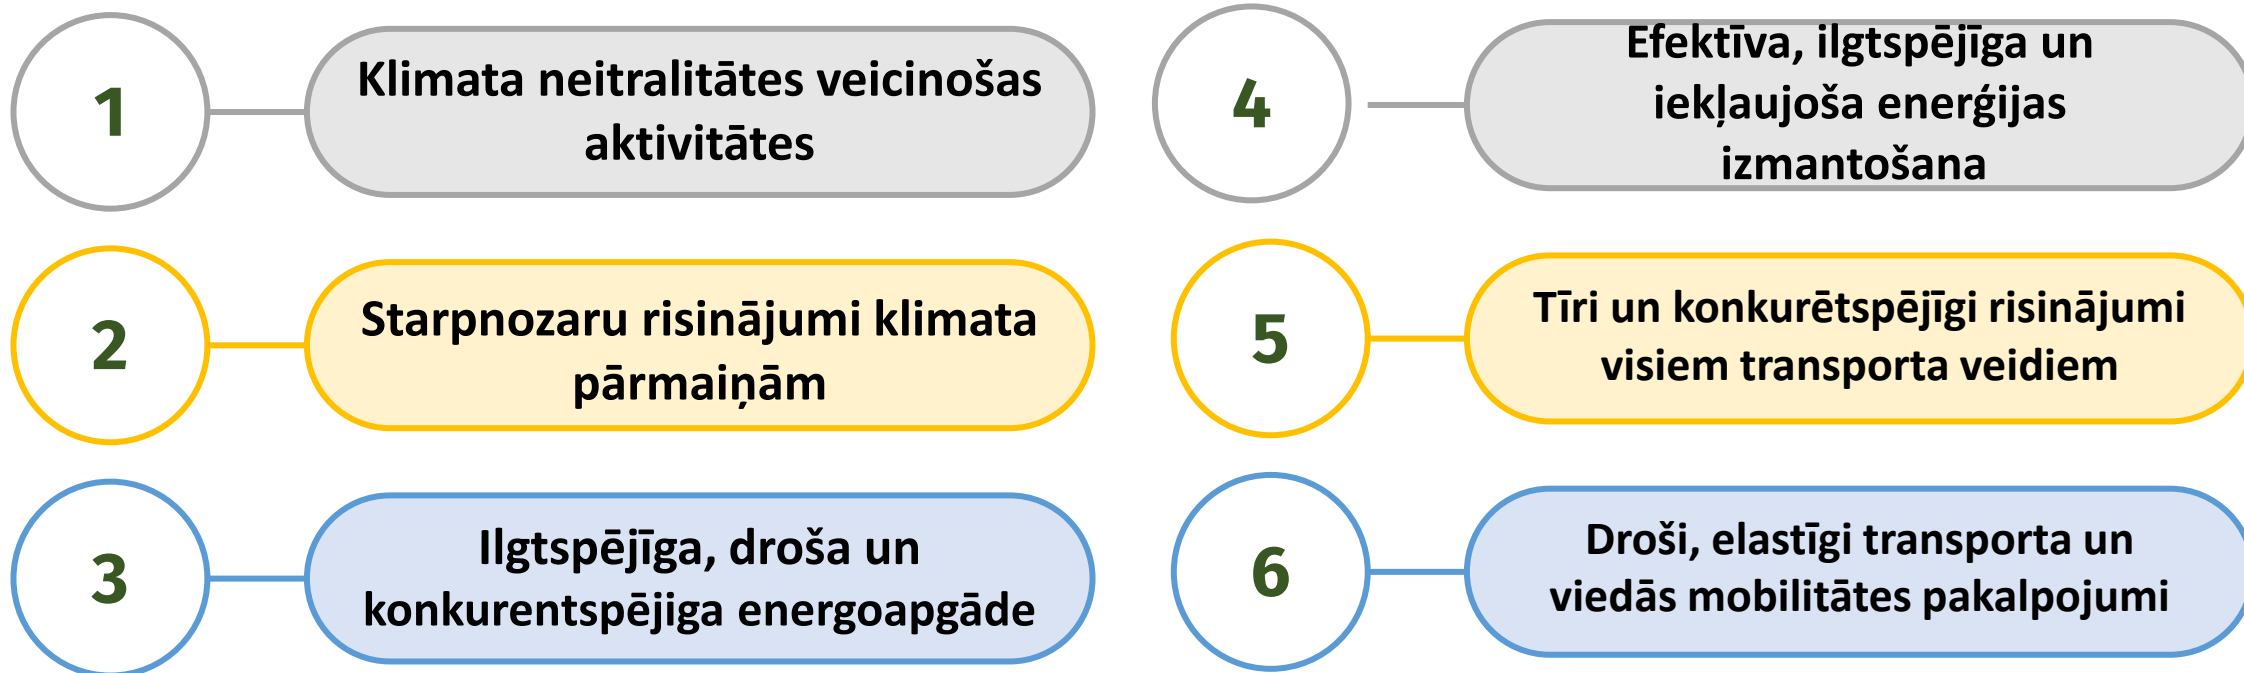 1
Klimata neitralitātes veicinošas
aktivitātes
2
Starpnozaru risinājumi klimata
pārmaiņām
3
Ilgtspējīga, droša un
konkurentspējiga energoapgāde
4
Efektīva, ilgtspējīga un
iekļaujoša enerģijas
izmantošana
5
Tīri un konkurētspējīgi risinājumi
visiem transporta veidiem
6
Droši, elastīgi transporta un
viedās mobilitātes pakalpojumi